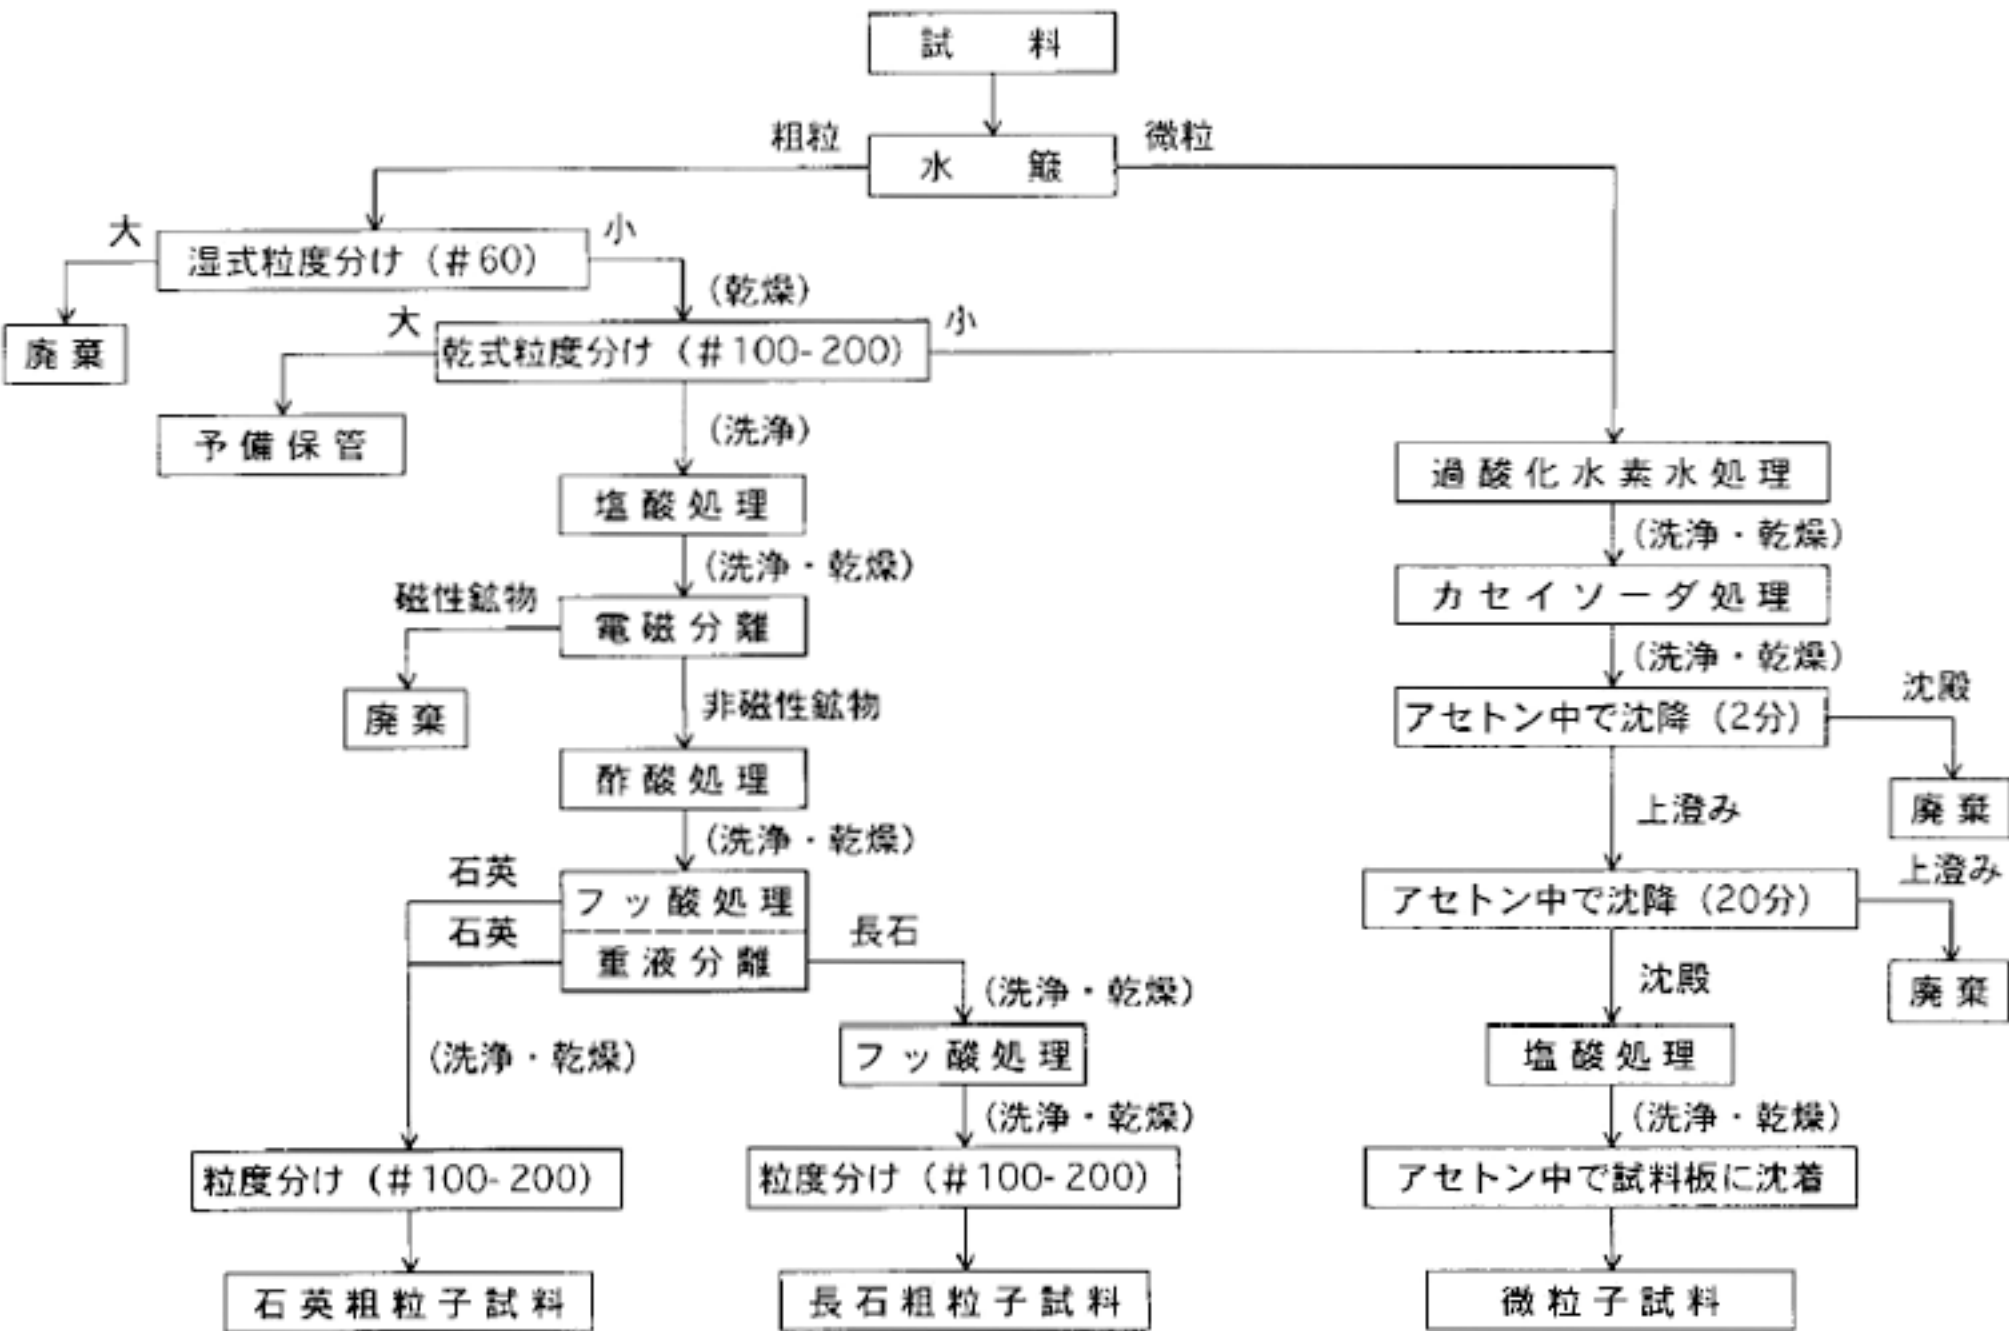 試料
粗粒
微粒
水簸
大
小
湿式粒度分け（＃60）
（乾燥）
廃棄
大
小
乾式粒度分け（＃100-200）
（洗浄）
予備保管
過酸化水素水処理
塩酸処理
（洗浄・乾燥）
（洗浄・乾燥）
磁性鉱物
カセイソーダ処理
電磁分離
（洗浄・乾燥）
沈殿
廃棄
非磁性鉱物
アセトン中で沈降（2分）
酢酸処理
上澄み
廃棄
（洗浄・乾燥）
石英
上澄み
フッ酸処理
アセトン中で沈降（20分）
石英
長石
重液分離
沈殿
廃棄
（洗浄・乾燥）
（洗浄・乾燥）
フッ酸処理
塩酸処理
（洗浄・乾燥）
（洗浄・乾燥）
粒度分け（＃100-200）
粒度分け（＃100-200）
アセトン中で試料板に沈着
石英粗粒子試料
長石粗粒子試料
微粒子試料